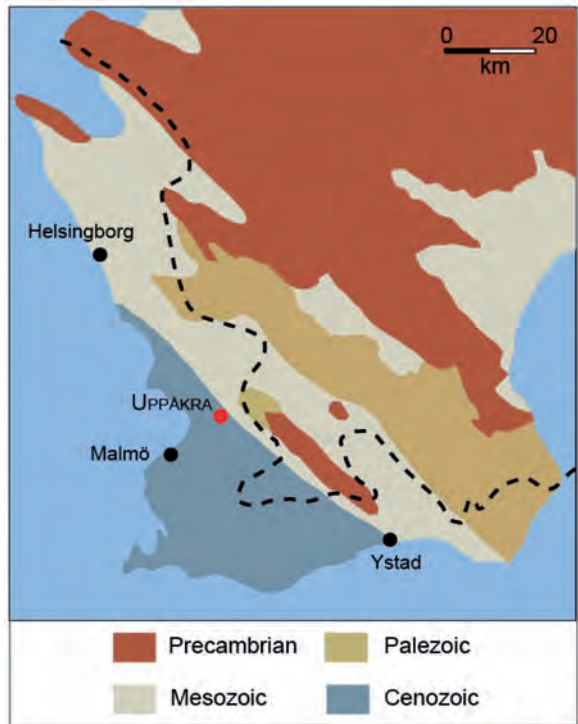 0 20
km
Helsingborg
UPPÅKRA
Malmö
Ystad
Precambrian Palezoic
Mesozoic Cenozoic